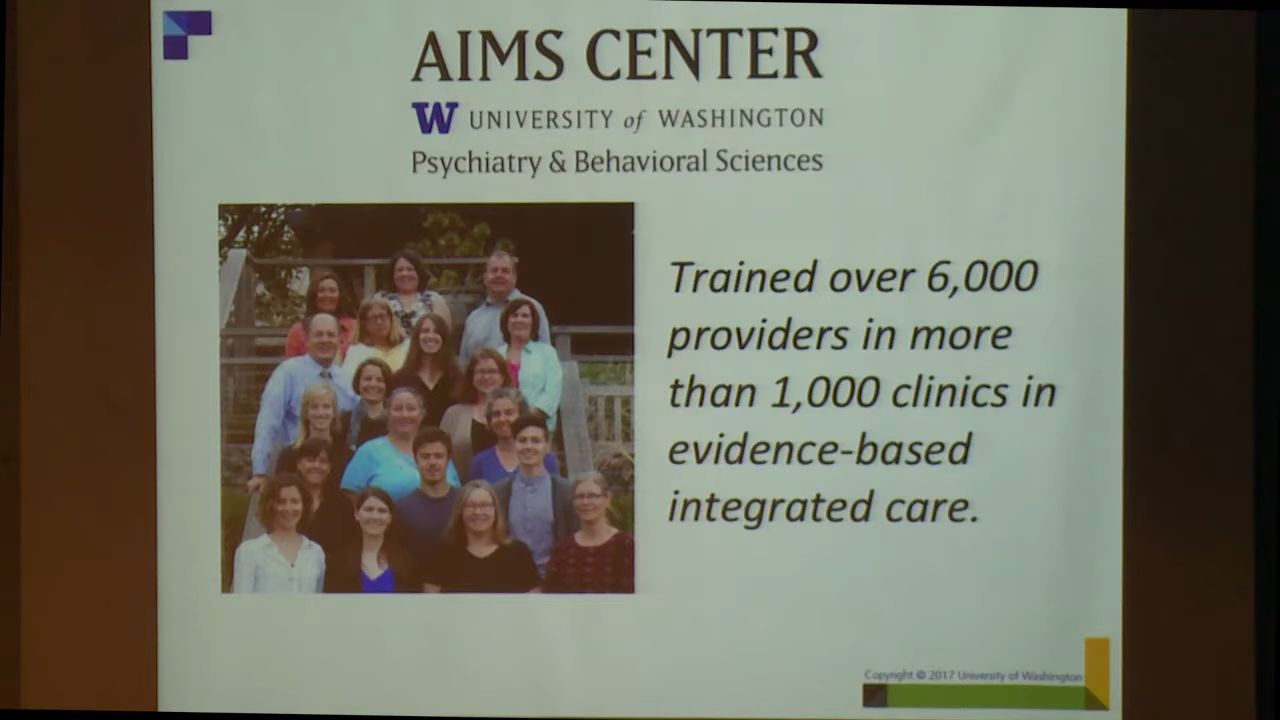 AIMS CENTER
W UNIVERSITY of WASHINGTON
Psychiatry & Behavioral Sciences
Trained over 6,000
providers in more
than 1,000 clinics in
evidence-based
integrated care.
Copyright © 2017 University of Washington